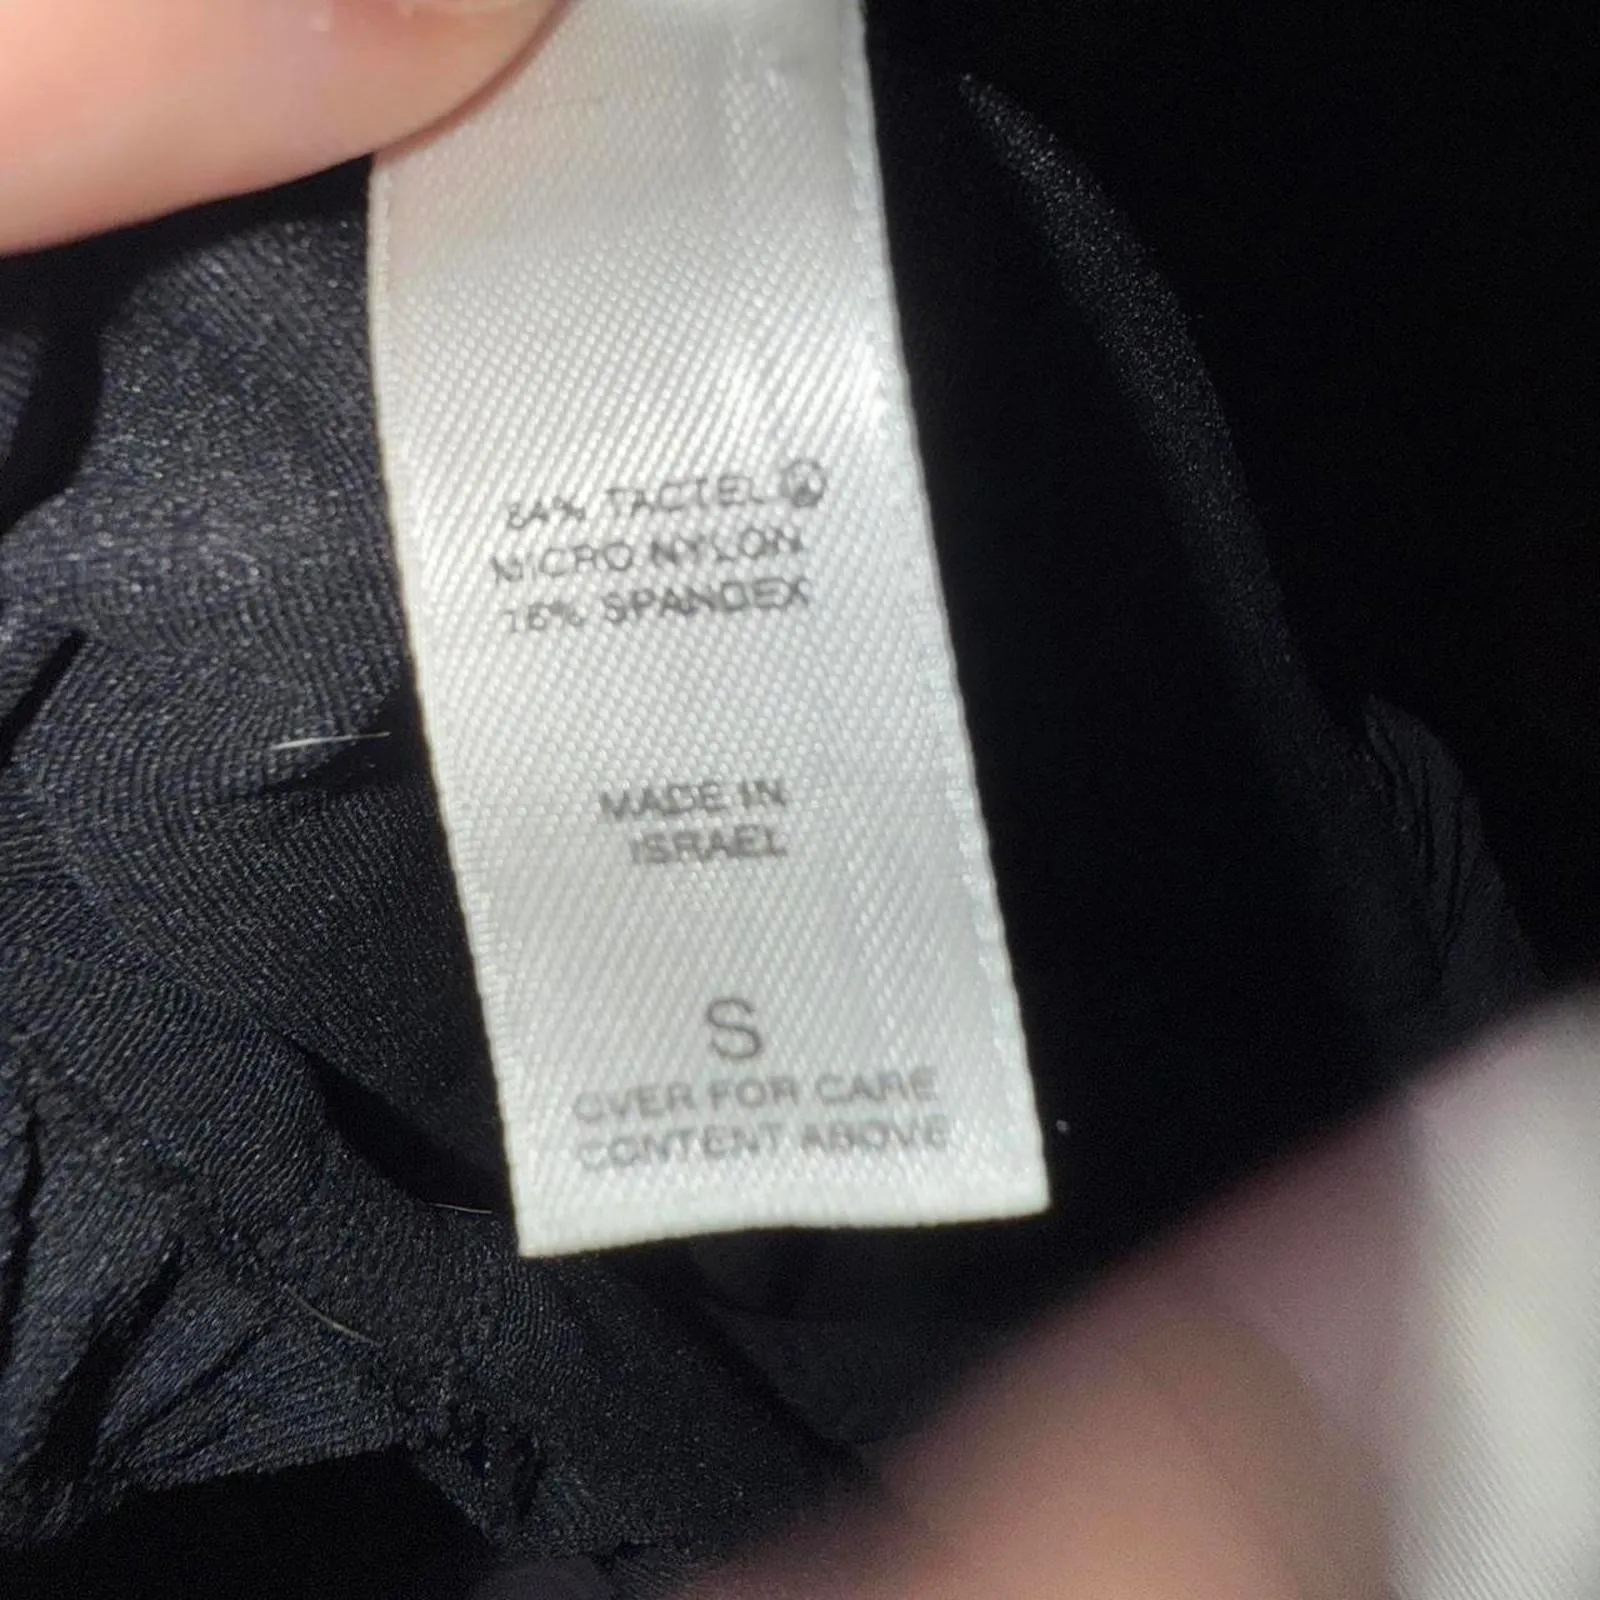 84% TACTEL®
MICRO NYLON
16% SPANDEX
MADE IN
ISRAEL
S
OVER FOR CARE
CONTENT ABOVE